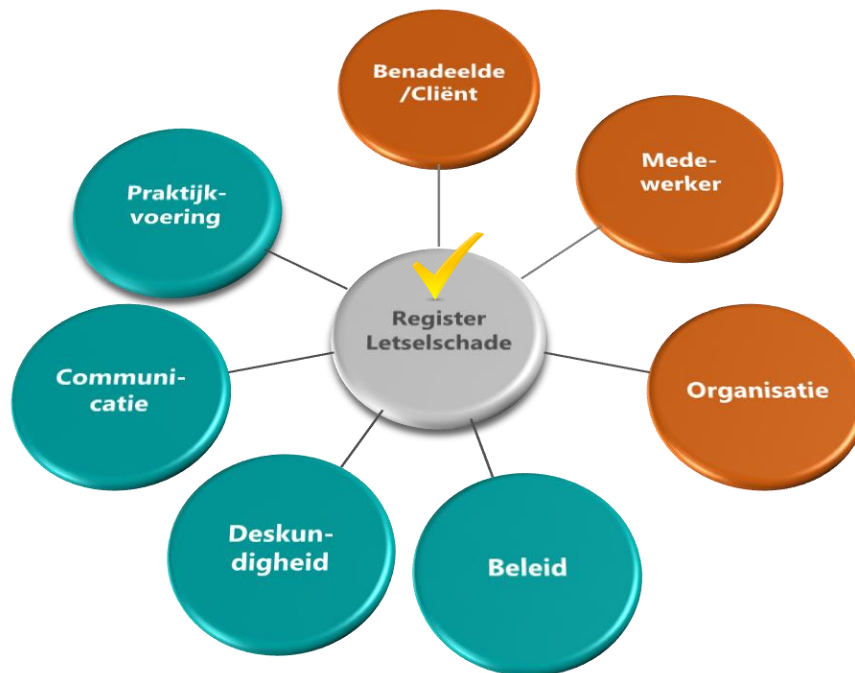 Benadeelde
/Cliënt
Mede-
werker
Praktijk-
voering
Register
Letselschade
Communi-
catie
Organisatie
Deskun-
digheid
Beleid